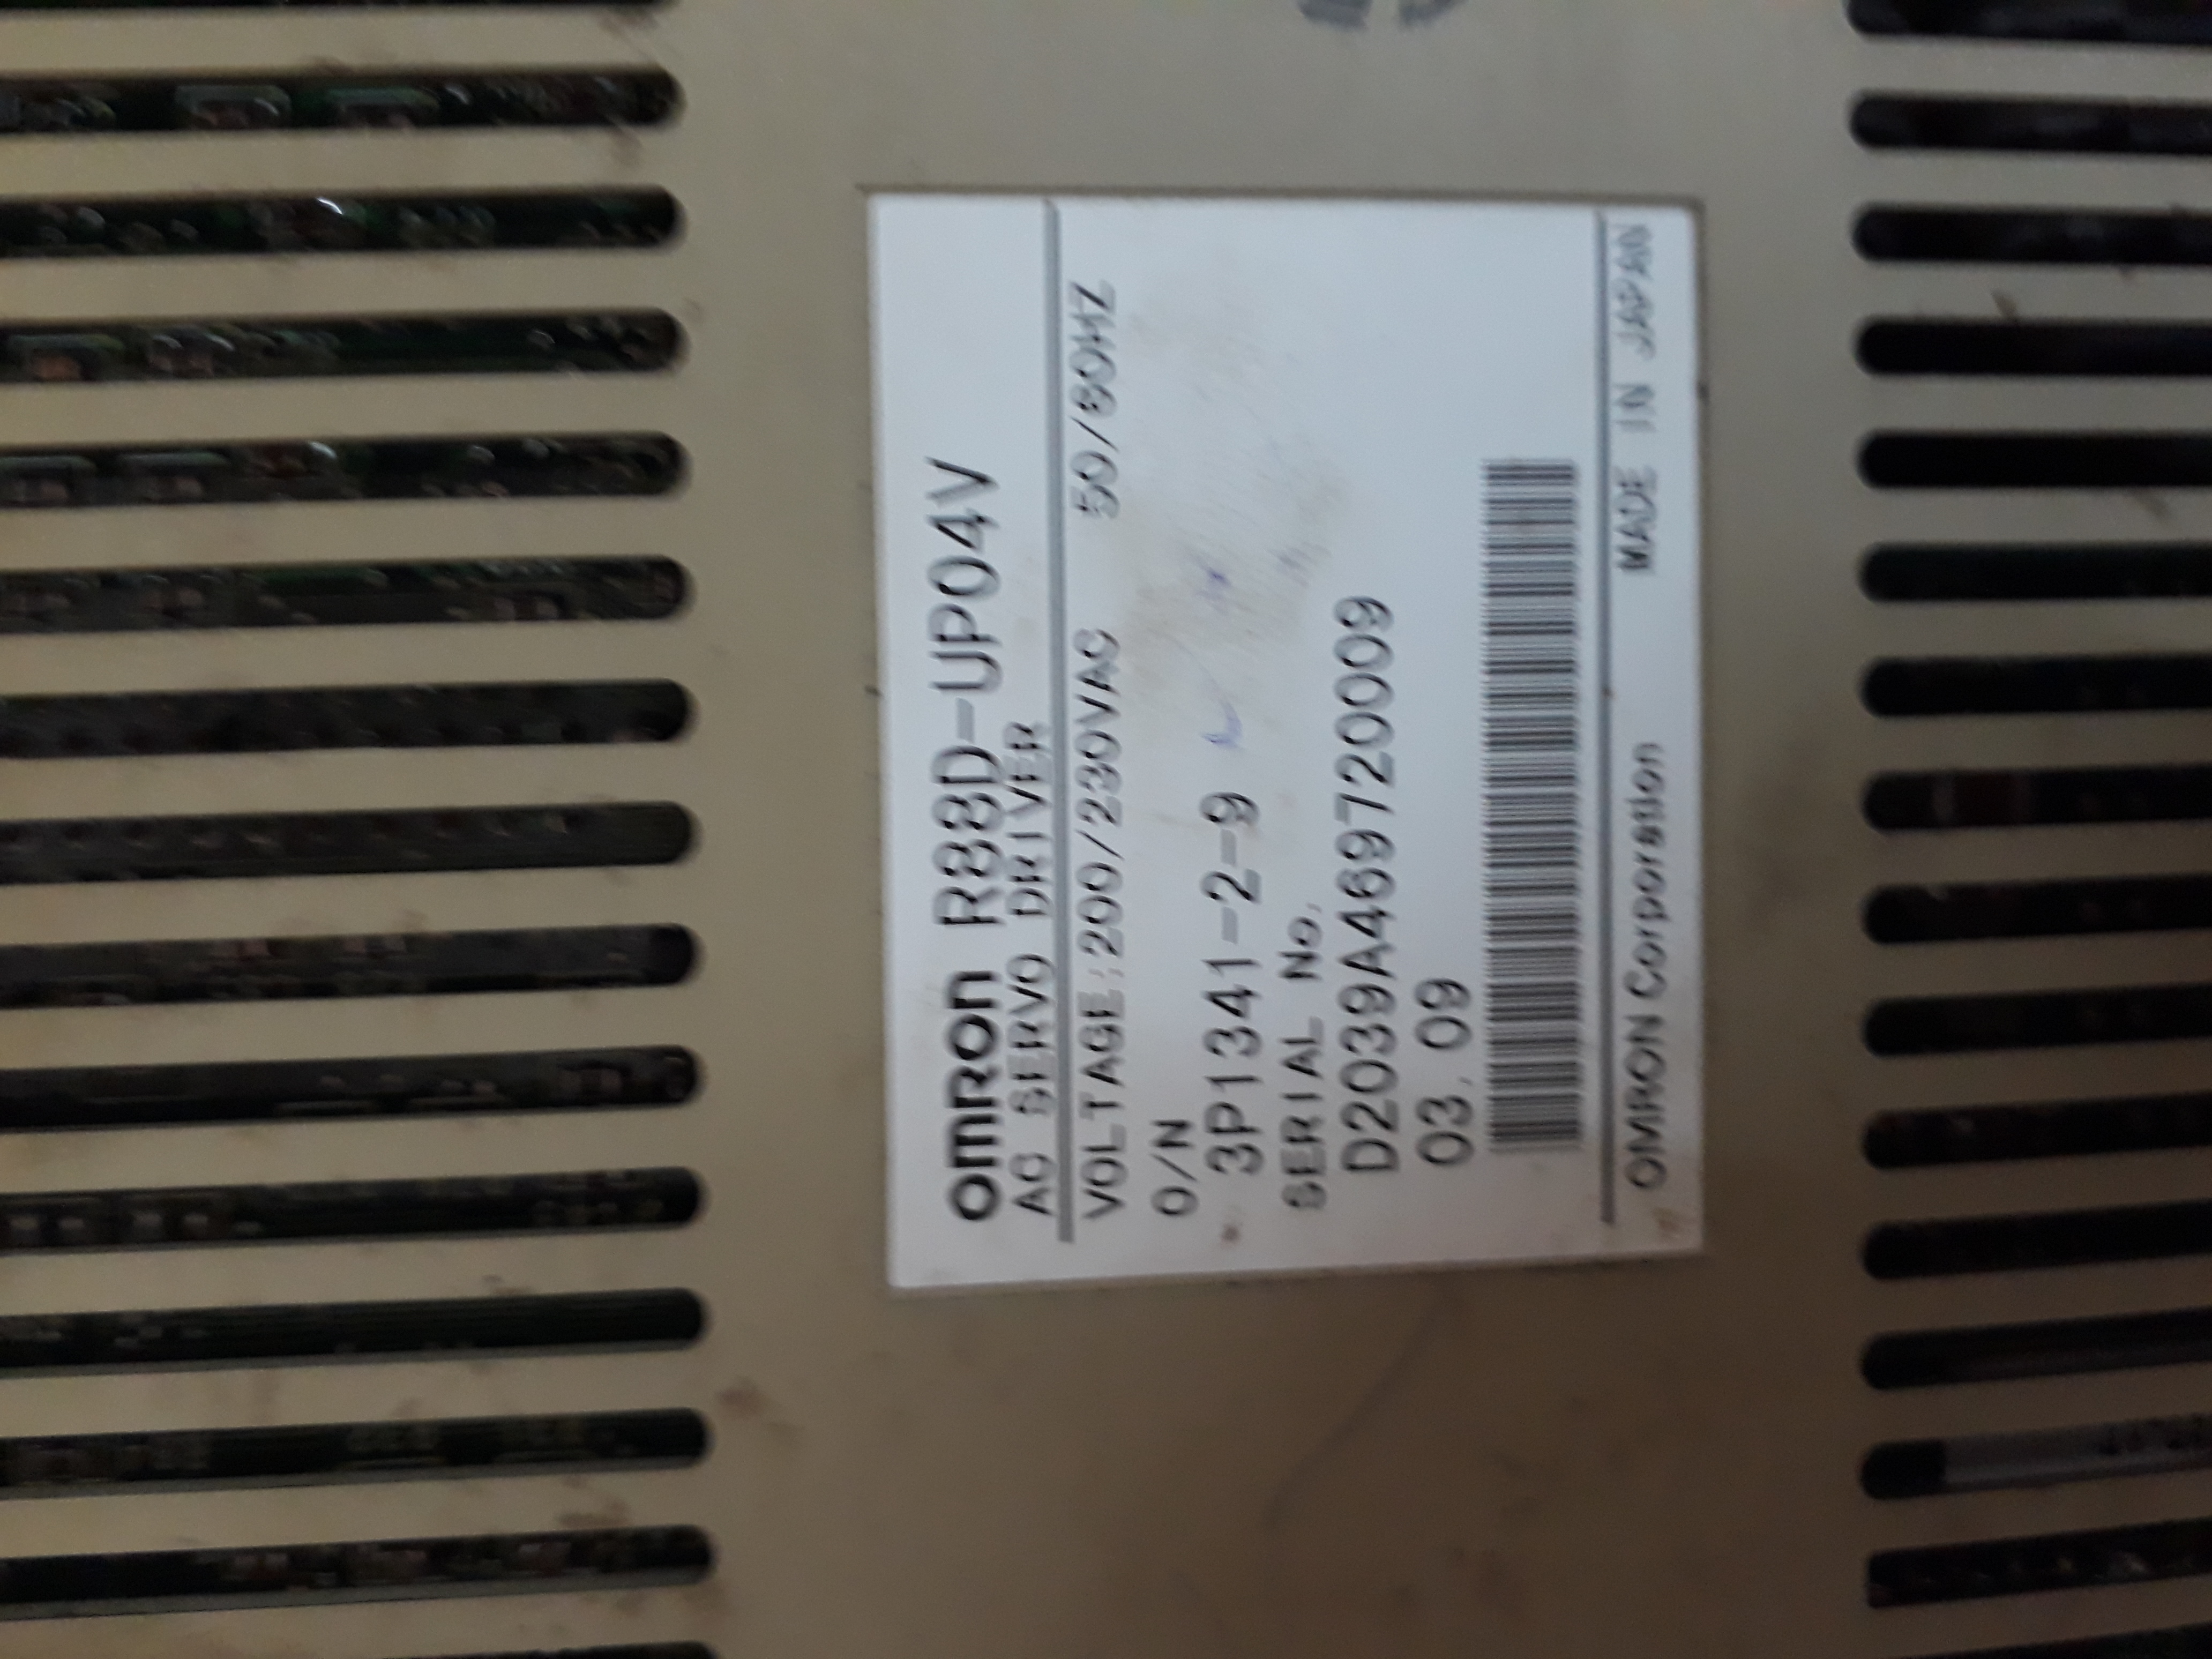 OMRON R88D-UP04V
AC SERVO DRIVER
VOLTAGE:200/230VAC 50/60HZ
O/N
3P1341-2-9
SERIAL No.
D2039A469720009
03. 09
OMRON Corporation MADE IN JAPAN